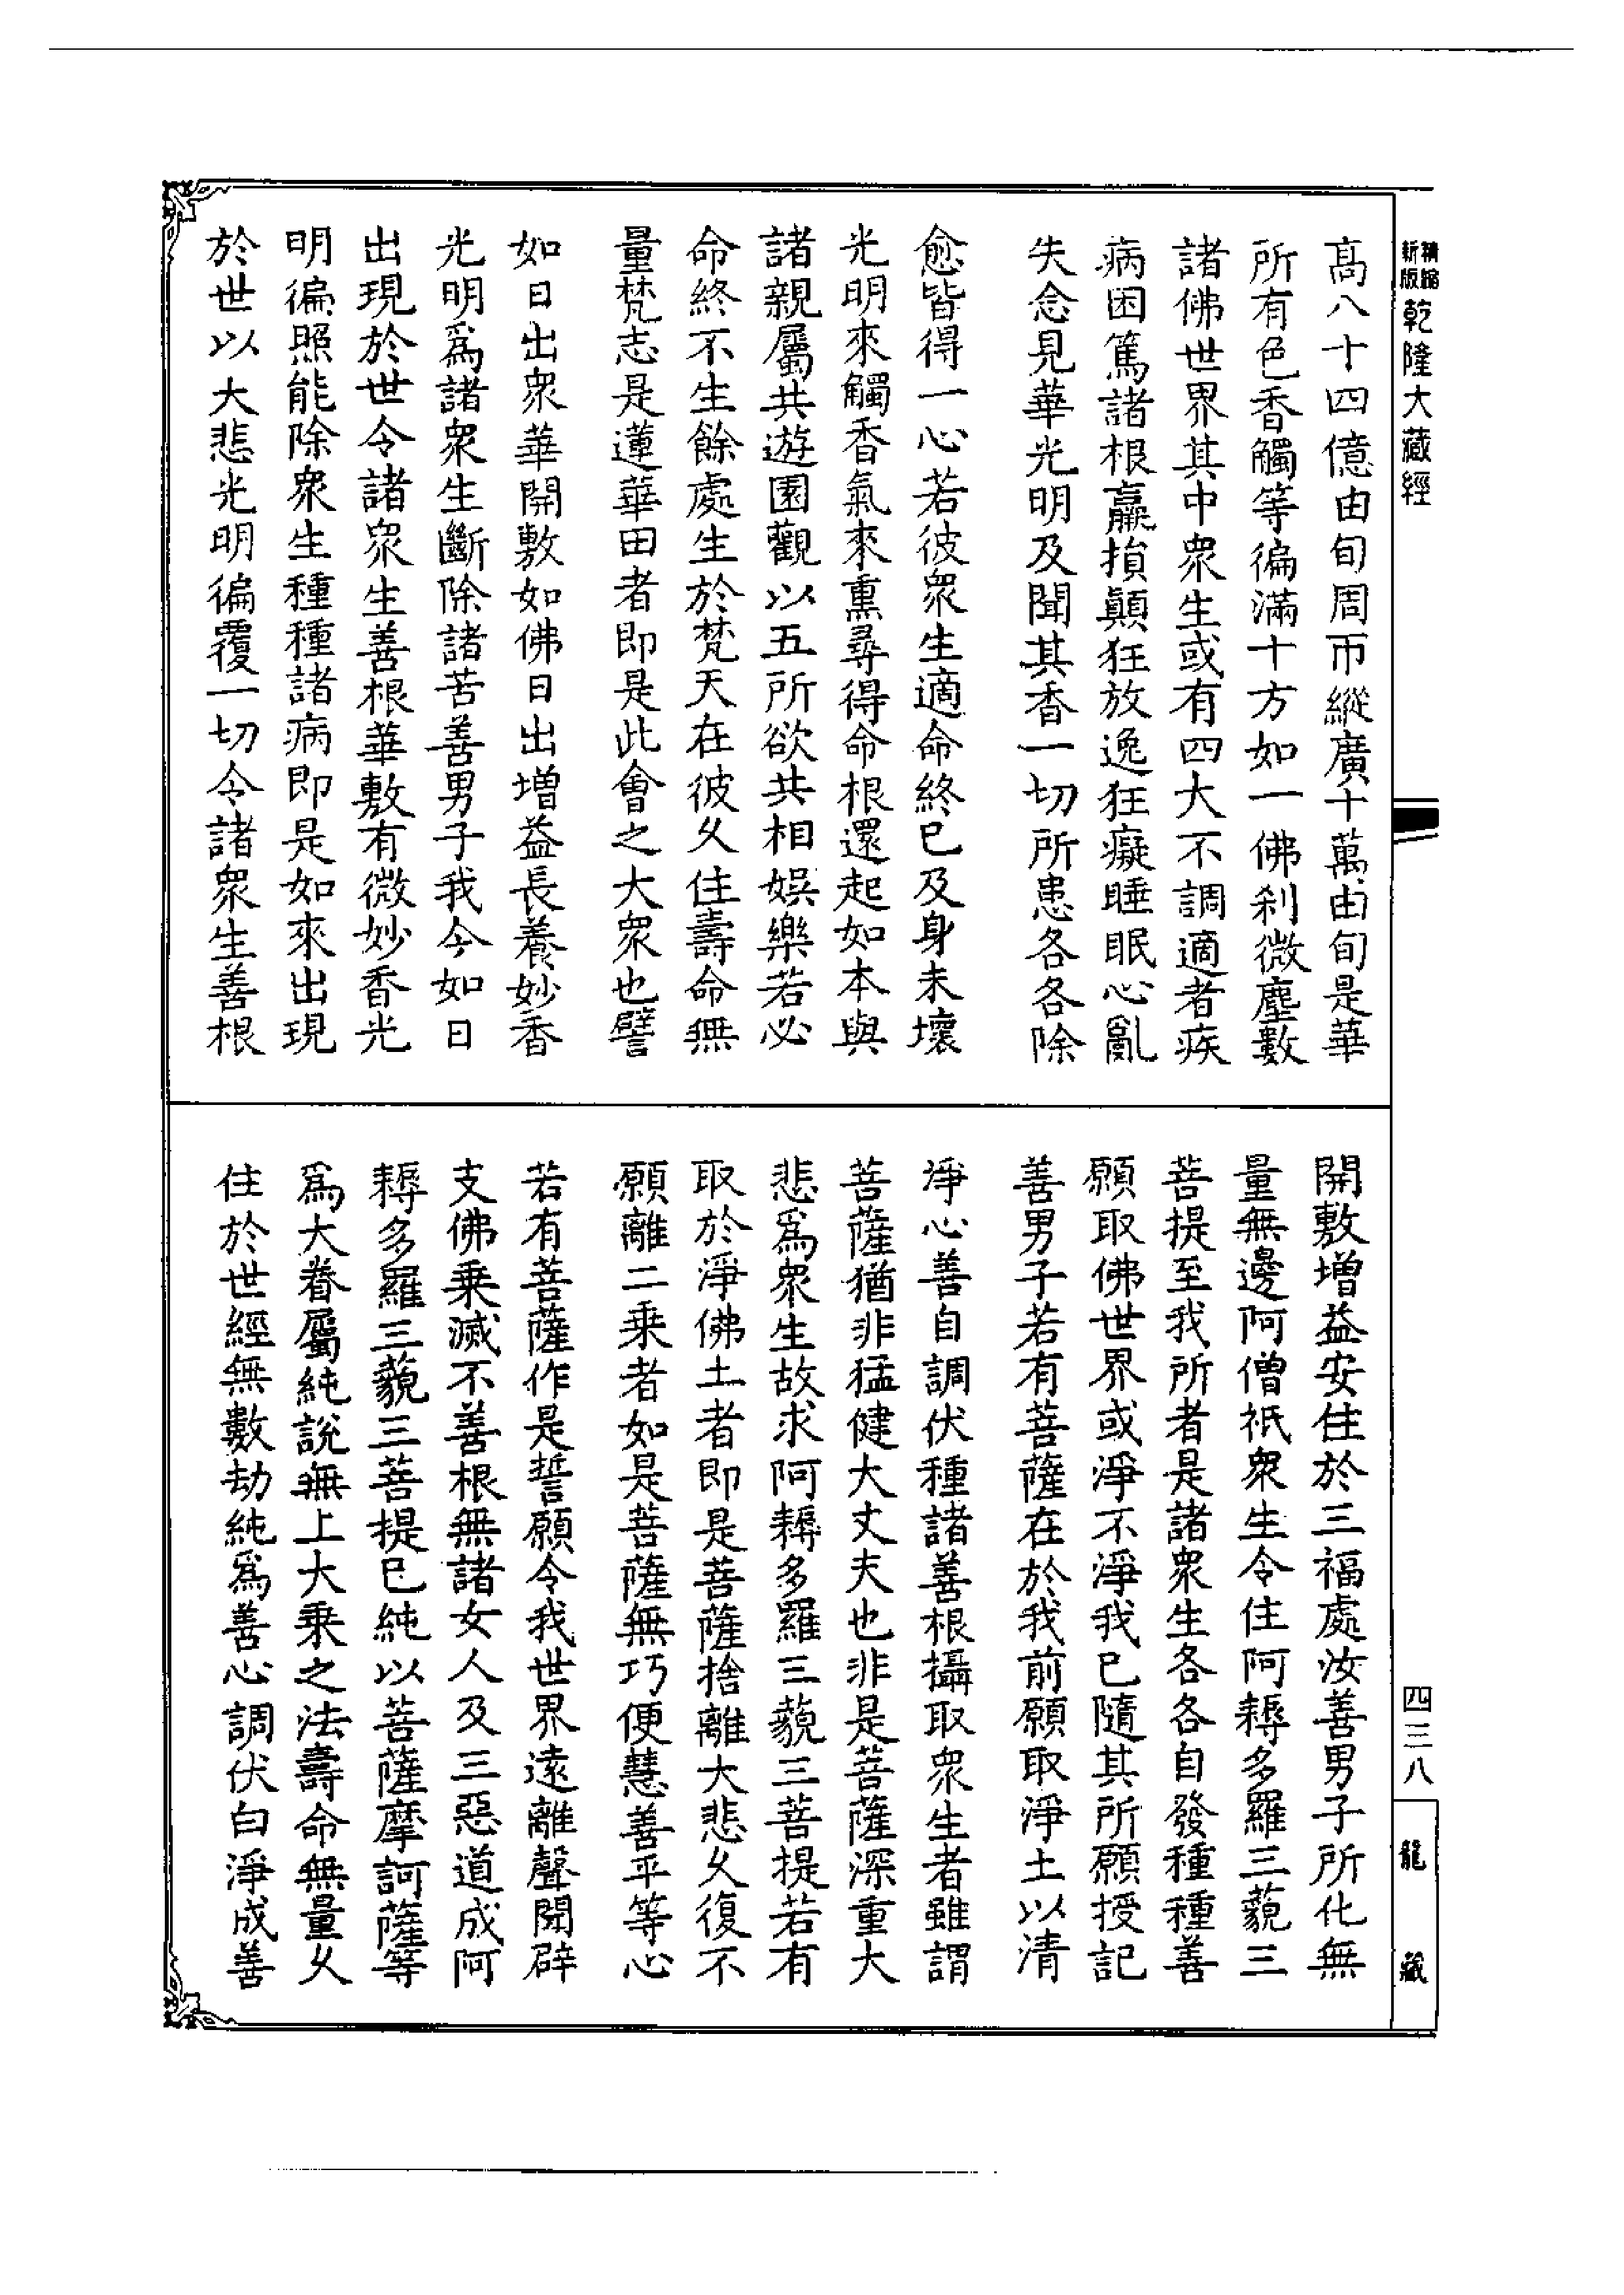 精縮新版乾隆大藏經
高八十四億由旬周帀縱廣十萬由旬是華
所有色香觸等徧滿十方如一佛刹微塵數
諸佛世界其中衆生或有四大不調適者疾
病困篤諸根羸損顛狂放逸狂癡睡眠心亂
失念見華光明及聞其香一切所患各各除
愈皆得一心若彼衆生適命終已及身未壞
光明來觸香氣來熏尋得命根還起如本與
諸親屬共遊園觀以五所欲共相娛樂若必
命終不生餘處生於梵天在彼久住壽命無
量梵志是蓮華田者即是此會之大衆也譬
如日出衆華開敷如佛日出增益長養妙香
光明爲諸衆生斷除諸苦善男子我今如日
出現於世令諸衆生善根華敷有微妙香光
明徧照能除衆生種種諸病即是如來出現
於世以大悲光明徧覆一切令諸衆生善根
開敷增益安住於三福處汝善男子所化無
量無邊阿僧祇衆生令住阿耨多羅三藐三
菩提至我所者是諸衆生各各自發種種善
願取佛世界或淨不淨我已隨其所願授記
善男子若有菩薩在於我前願取淨土以清
淨心善自調伏種諸善根攝取衆生者雖謂
菩薩猶非猛健大丈夫也非是菩薩深重大
悲爲衆生故求阿耨多羅三藐三菩提若有
取於淨佛土者即是菩薩捨離大悲又復不
願離二乘者如是菩薩無巧便慧善平等心
若有菩薩作是誓願令我世界遠離聲聞辟
支佛乘滅不善根無諸女人及三惡道成阿
耨多羅三藐三菩提已純以菩薩摩訶薩等
爲大眷屬純說無上大乘之法壽命無量久
住於世經無數劫純爲善心調伏白淨成善
四三八
龍藏